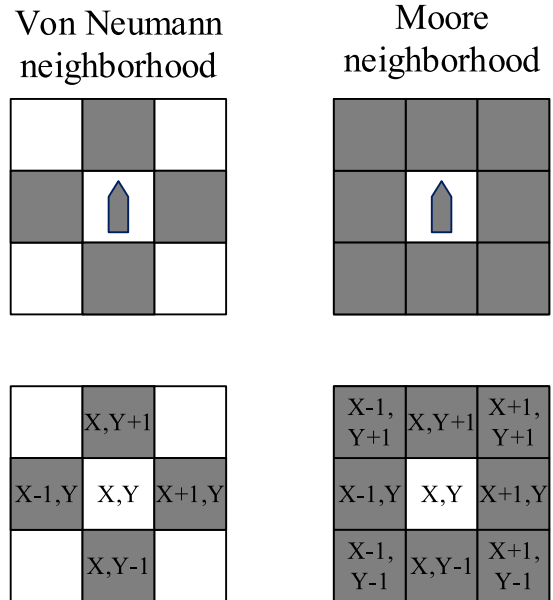 Von Neumann
neighborhood
Moore
neighborhood
X,Y+1
X-1,Y X,Y X+1,Y
X,Y-1
X-1,
Y+1
X,Y+1
X+1,
Y+1
X-1,Y X,Y X+1,Y
X-1,
Y-1
X,Y-1
X+1,
Y-1